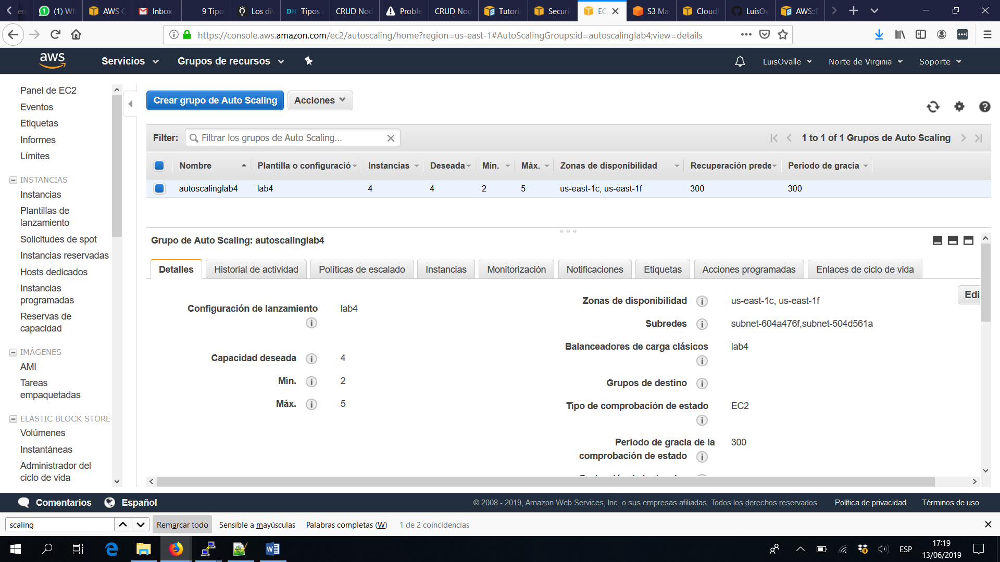 (1) Wh
AWS C
Inbox
9 Tipo
Los div
DN Tipos
CRUD Nod
Proble
CRUD Nod
Tutoria
Securit
EC2
S3 Ma
CloudF
LuisOv
AWS::E
https://console.aws.amazon.com/ec2/autoscaling/home?region=us-east-1#AutoScalingGroups:id=autoscalinglab4;view=details
aws
Servicios
Grupos de recursos
LuisOvalle
Norte de Virginia
Soporte
Panel de EC2
Eventos
Etiquetas
Informes
Límites
INSTANCIAS
Instancias
Plantillas de
lanzamiento
Solicitudes de spot
Instancias reservadas
Hosts dedicados
Instancias
programadas
Reservas de
capacidad
IMÁGENES
AMI
Tareas
empaquetadas
ELASTIC BLOCK STORE
Volúmenes
Instantáneas
Administrador del
ciclo de vida
Crear grupo de Auto Scaling
Acciones
Filter:
Filtrar los grupos de Auto Scaling...
1 to 1 of 1 Grupos de Auto Scaling
Nombre
Plantilla o configuració
Instancias
Deseada
Mín.
Máx.
Zonas de disponibilidad
Recuperación prede
Periodo de gracia
autoscalinglab4
lab4
4
4
2
5
us-east-1c, us-east-1f
300
300
Grupo de Auto Scaling: autoscalinglab4
Detalles
Historial de actividad
Políticas de escalado
Instancias
Monitorización
Notificaciones
Etiquetas
Acciones programadas
Enlaces de ciclo de vida
Edi
Configuración de lanzamiento
lab4
Capacidad deseada
4
Mín.
2
Máx.
5
Zonas de disponibilidad
us-east-1c, us-east-1f
Subredes
subnet-604a476f,subnet-504d561a
Balanceadores de carga clásicos
lab4
Grupos de destino
Tipo de comprobación de estado
EC2
Periodo de gracia de la
comprobación de estado
300
Comentarios
Español
© 2008 - 2019, Amazon Web Services, Inc. o sus empresas afiliadas. Todos los derechos reservados.
Política de privacidad
Términos de uso
scaling
Remarcar todo
Sensible a mayúsculas
Palabras completas (W)
1 de 2 coincidencias
ESP
17:19
13/06/2019